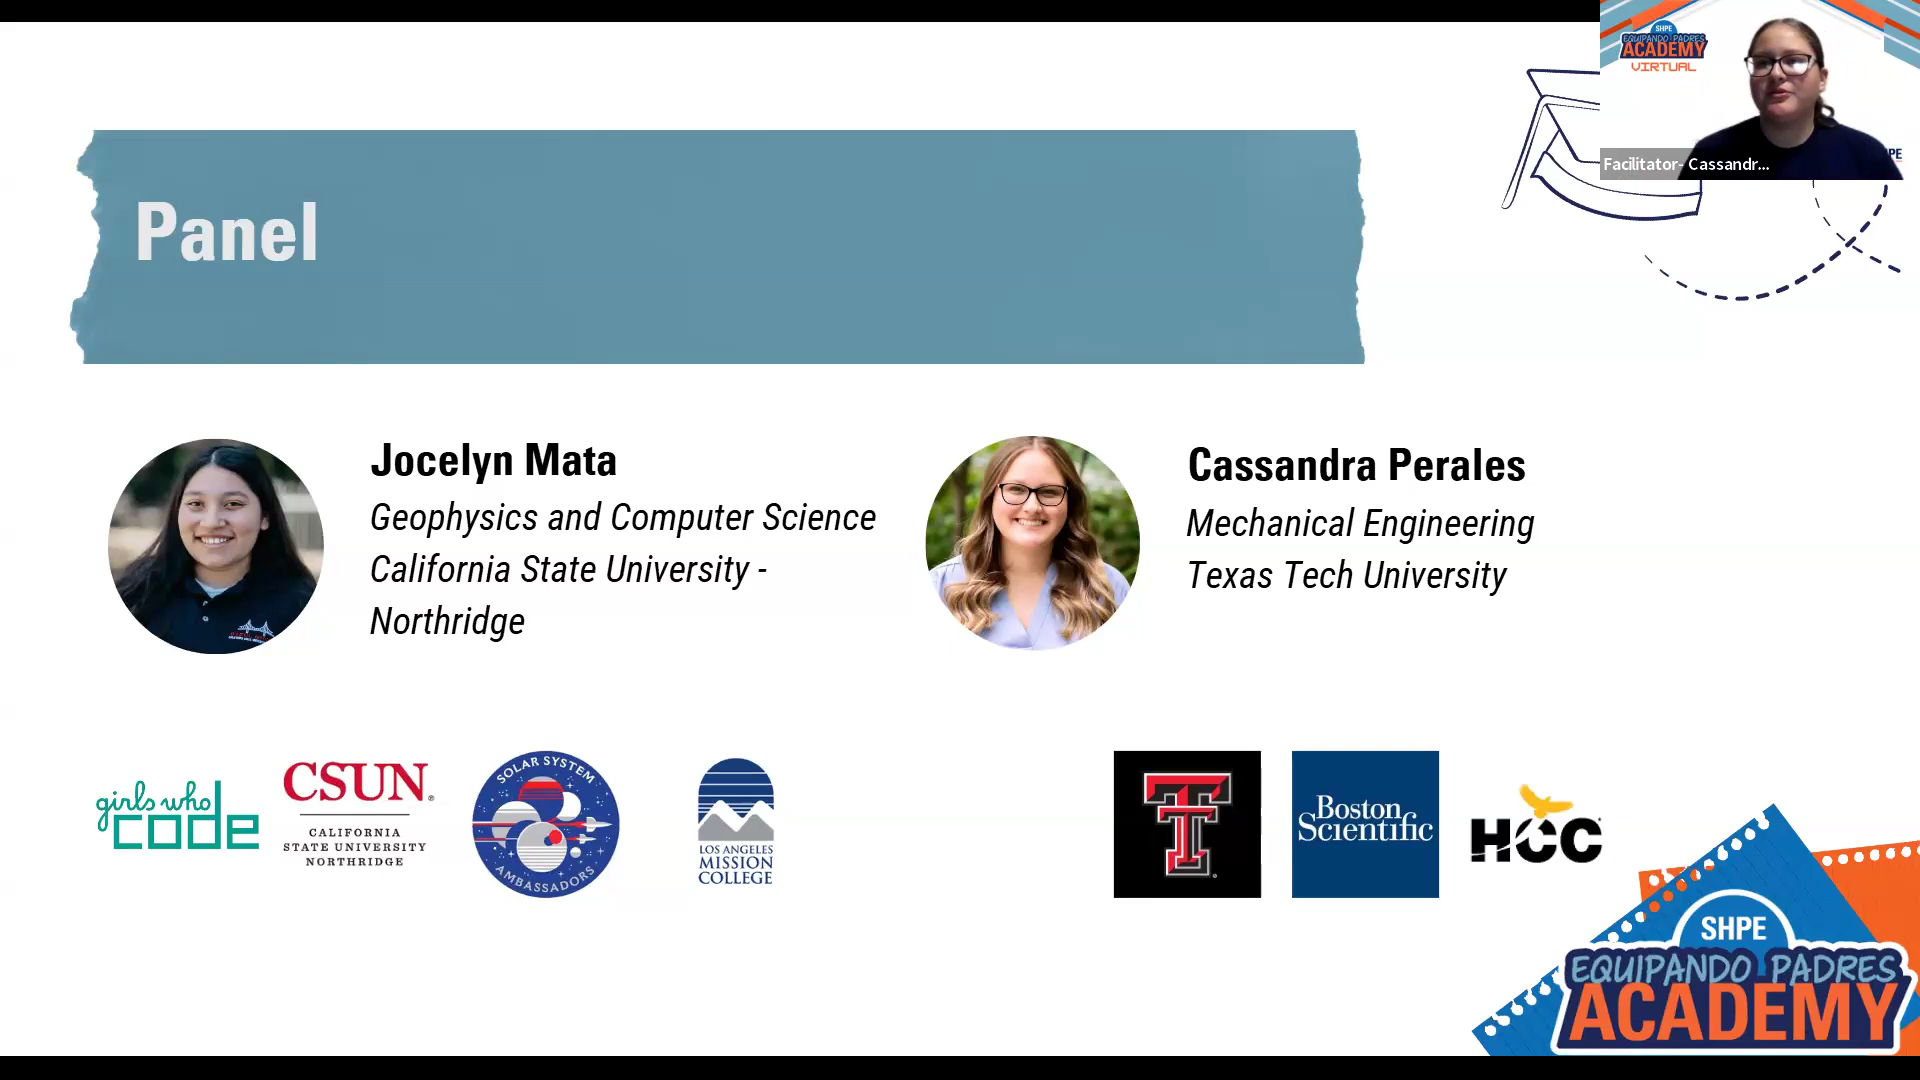 SHPE
EQUIPANDO PADRES
ACADEMY
VIRTUAL
PE
Facilitator- Cassandr...
Panel
Jocelyn Mata
Geophysics and Computer Science
California State University -
Northridge
Cassandra Perales
Mechanical Engineering
Texas Tech University
girls who
code
CSUN
CALIFORNIA
STATE UNIVERSITY
NORTHRIDGE
SOLAR SYSTEM
AMBASSADORS
LOS ANGELES
MISSION
COLLEGE
T
Boston
Scientific
HCC
SHPE
EQUIPANDO PADRES
ACADEMY